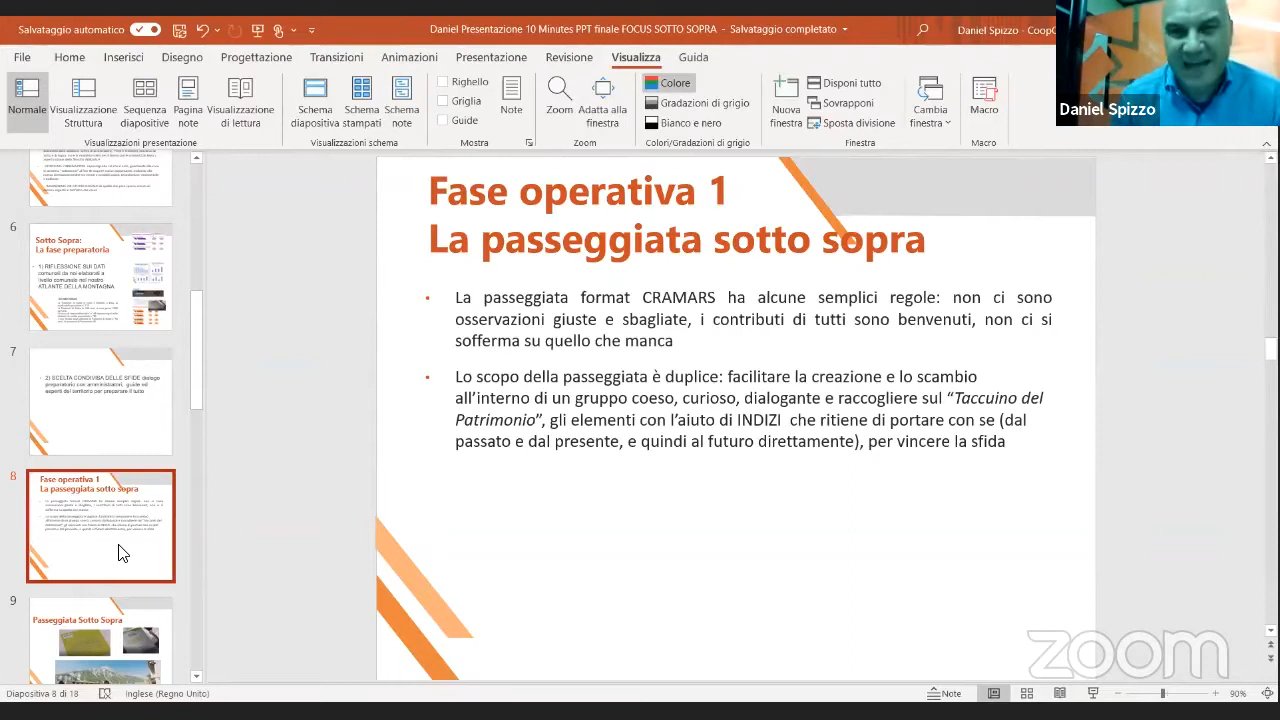 Salvataggio automatico
Daniel Presentazione 10 Minutes PPT finale FOCUS SOTTO SOPRA - Salvataggio completato
Daniel Spizzo - CoopC
File Home Inserisci Disegno Progettazione Transizioni Animazioni Presentazione Revisione Visualizza Guida
Normale
Visualizzazione Struttura
Sequenza diapositive
Pagina note
Visualizzazione di lettura
Visualizzazioni presentazione
Schema diapositiva
Schema stampati
Schema note
Visualizzazioni schema
Righello
Griglia
Guide
Note
Mostra
Zoom
Adatta alla finestra
Zoom
Colore
Gradazioni di grigio
Bianco e nero
Colori/Gradazioni di grigio
Nuova finestra
Disponi tutto
Sovrapponi
Sposta divisione
Cambia finestra
Finestra
Macro
Macro
Daniel Spizzo
6
Sotto Sopra:
La fase preparatoria
1) RIFLESSIONE SUI DATI
comunali da noi elaborati a
livello comunale nel nostro
ATLANTE DELLA MONTAGNA
7
2) SCELTA CONDIVISA DELLE SFIDE dialogo
preparatorio con amministratori, guide ed
esperti del territorio per preparare il tutto
8
Fase operativa 1
La passeggiata sotto sopra
9
Passeggiata Sotto Sopra
Fase operativa 1
La passeggiata sotto sopra
• La passeggiata format CRAMARS ha alcune semplici regole: non ci sono
osservazioni giuste e sbagliate, i contributi di tutti sono benvenuti, non ci si
sofferma su quello che manca
• Lo scopo della passeggiata è duplice: facilitare la creazione e lo scambio
all’interno di un gruppo coeso, curioso, dialogante e raccogliere sul “Taccuino del
Patrimonio”, gli elementi con l’aiuto di INDIZI che ritiene di portare con se (dal
passato e dal presente, e quindi al futuro direttamente), per vincere la sfida
zoom
Diapositiva 8 di 18
Inglese (Regno Unito)
Note
90%